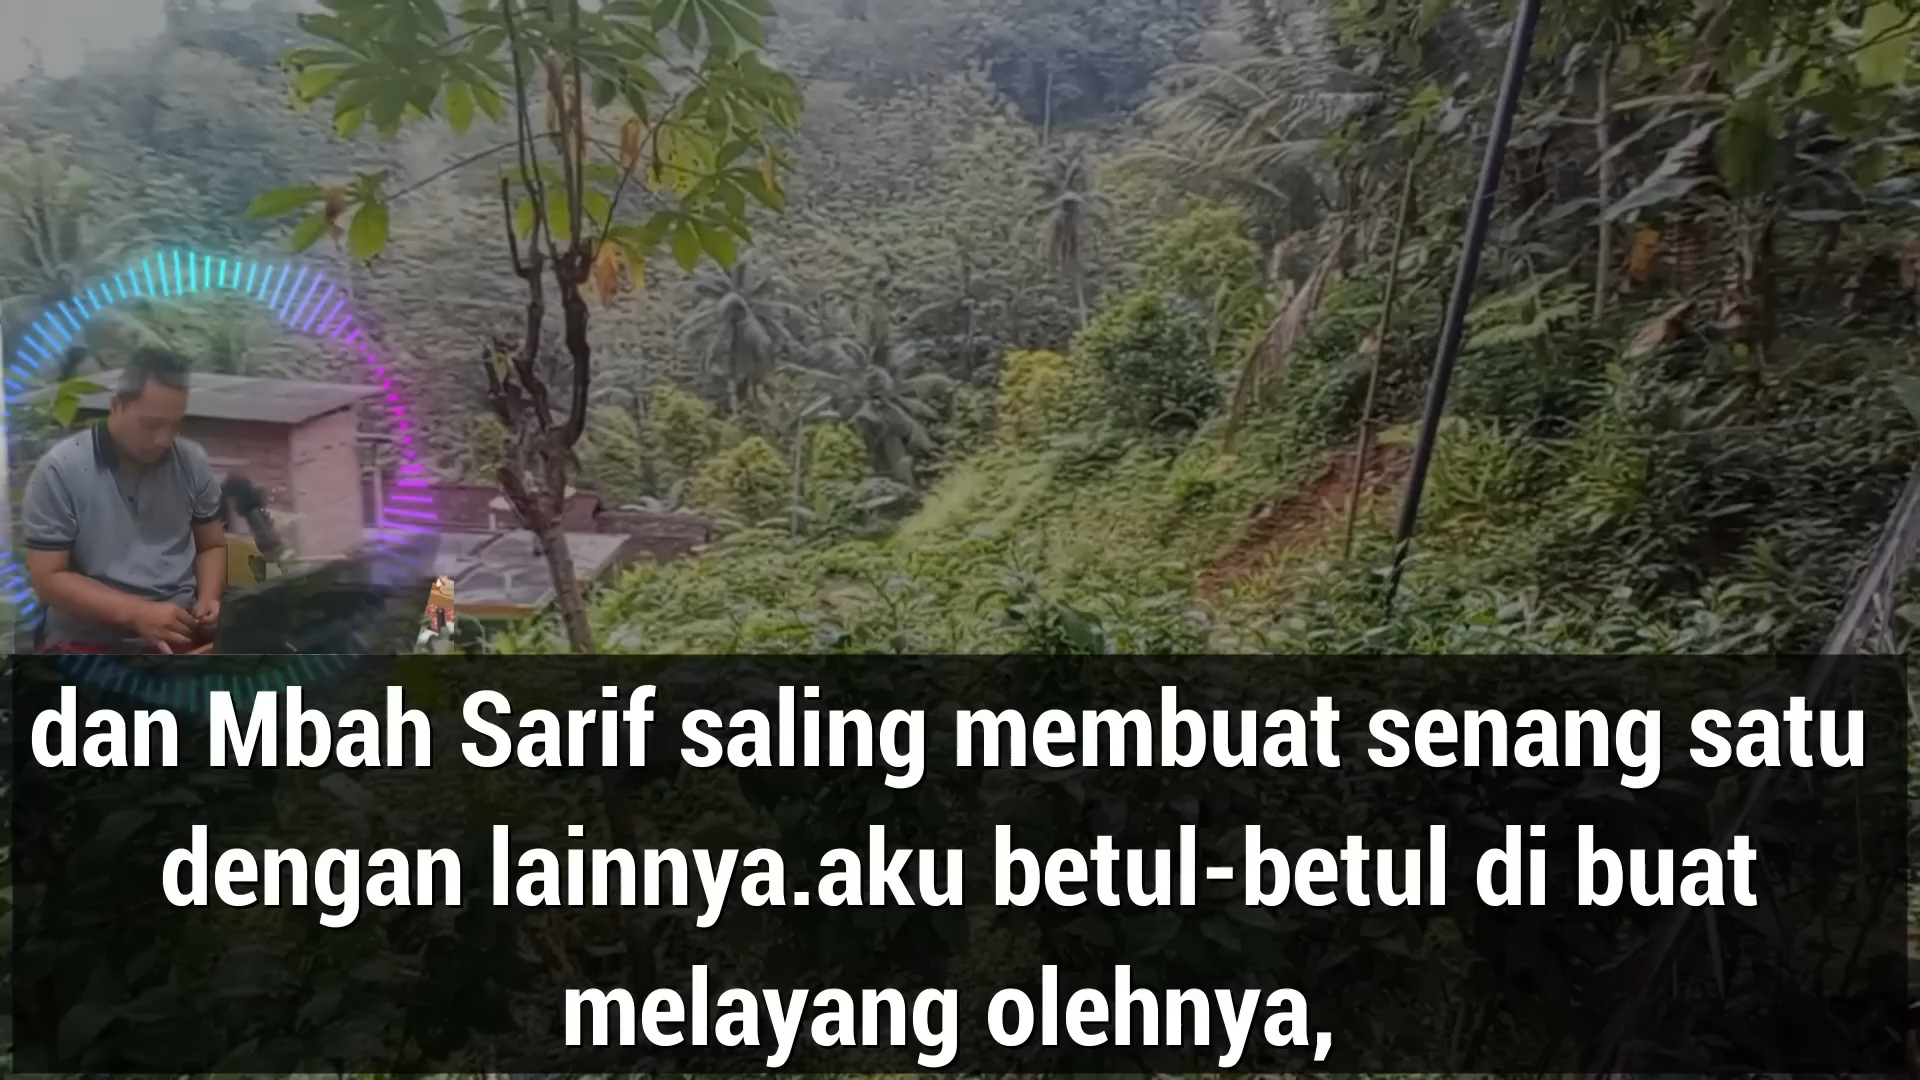 dan Mbah Sarif saling membuat senang satu
dengan lainnya.aku betul-betul di buat
melayang olehnya,